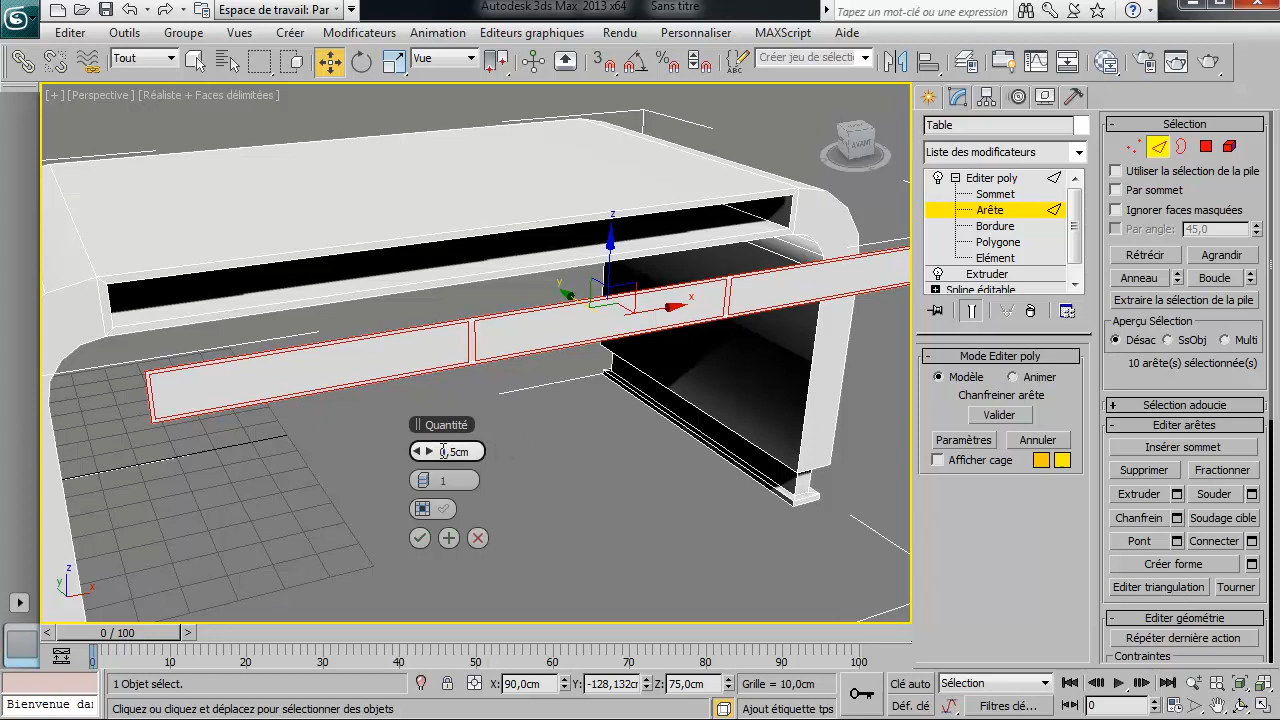 Espace de travail: Par
Autodesk 3ds Max 2013 x64
Sans titre
Tapez un mot-clé ou une expression
Editer
Outils
Groupe
Vues
Créer
Modificateurs
Animation
Editeurs graphiques
Rendu
Personnaliser
MAXScript
Aide
Tout
Vue
3
ABC
Créer jeu de sélectic
[ + ] [Perspective ] [Réaliste + Faces délimitées ]
AVANT
z
y
x
Quantité
0,5cm
1
z
y
x
Table
Liste des modificateurs
Editer poly
Sommet
Arête
Bordure
Polygone
Elément
Extruder
Spline éditable
Mode Editer poly
Modèle
Animer
Chanfreiner arête
Valider
Paramètres
Annuler
Afficher cage
Sélection
Utiliser la sélection de la pile
Par sommet
Ignorer faces masquées
Par angle:
45,0
Rétrécir
Agrandir
Anneau
Boucle
Extraire la sélection de la pile
Aperçu Sélection
Désac
SsObj
Multi
10 arête(s) sélectionnée(s)
Sélection adoucie
Editer arêtes
Insérer sommet
Supprimer
Fractionner
Extruder
Souder
Chanfrein
Soudage cible
Pont
Connecter
Créer forme
Editer triangulation
Tourner
Editer géométrie
Répéter dernière action
Contraintes
0 / 100
0
10
20
30
40
50
60
70
80
90
100
1 Objet sélect.
X: 90,0cm
Y: -128,132c
Z: 75,0cm
Grille = 10,0cm
Clé auto
Sélection
Bienvenue dan
Cliquez ou cliquez et déplacez pour sélectionner des objets
Ajout étiquette tps
Déf. clé
Filtres clé...
0